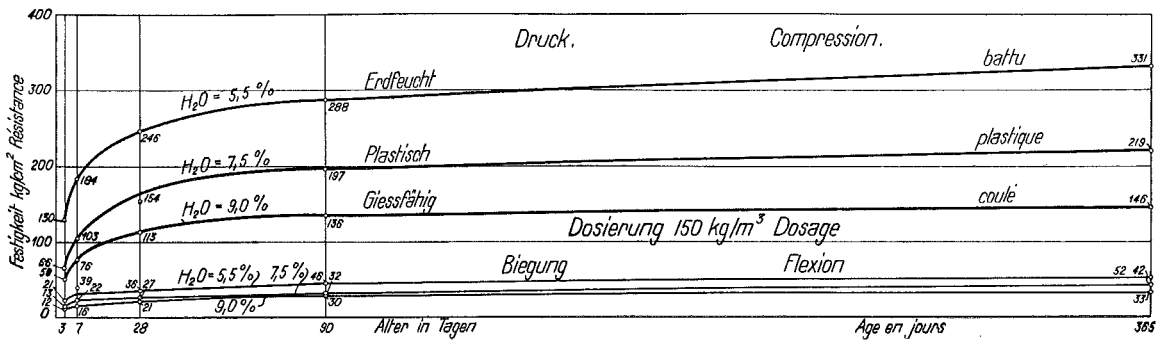 400
Druck.
Compression.
battu
331
Erdfeucht
300
H₂O = 5,5 %
288
246
219
plastique
200
H₂O = 7,5 %
Plastisch
197
184
154
146
130
coulé
Giessfähig
H₂O = 9,0 %
136
113
103
100
Dosierung 150 kg/m³ Dosage
76
66
50
39
22
36
27
H₂O = 5,5 %
7,5 %
46
32
Biegung
Flexion
52
42
21
13
12
16
21
9,0 %
30
33
0
Festigkeit kg/cm² Résistance
3
7
28
90
Alter in Tagen
Age en jours
365